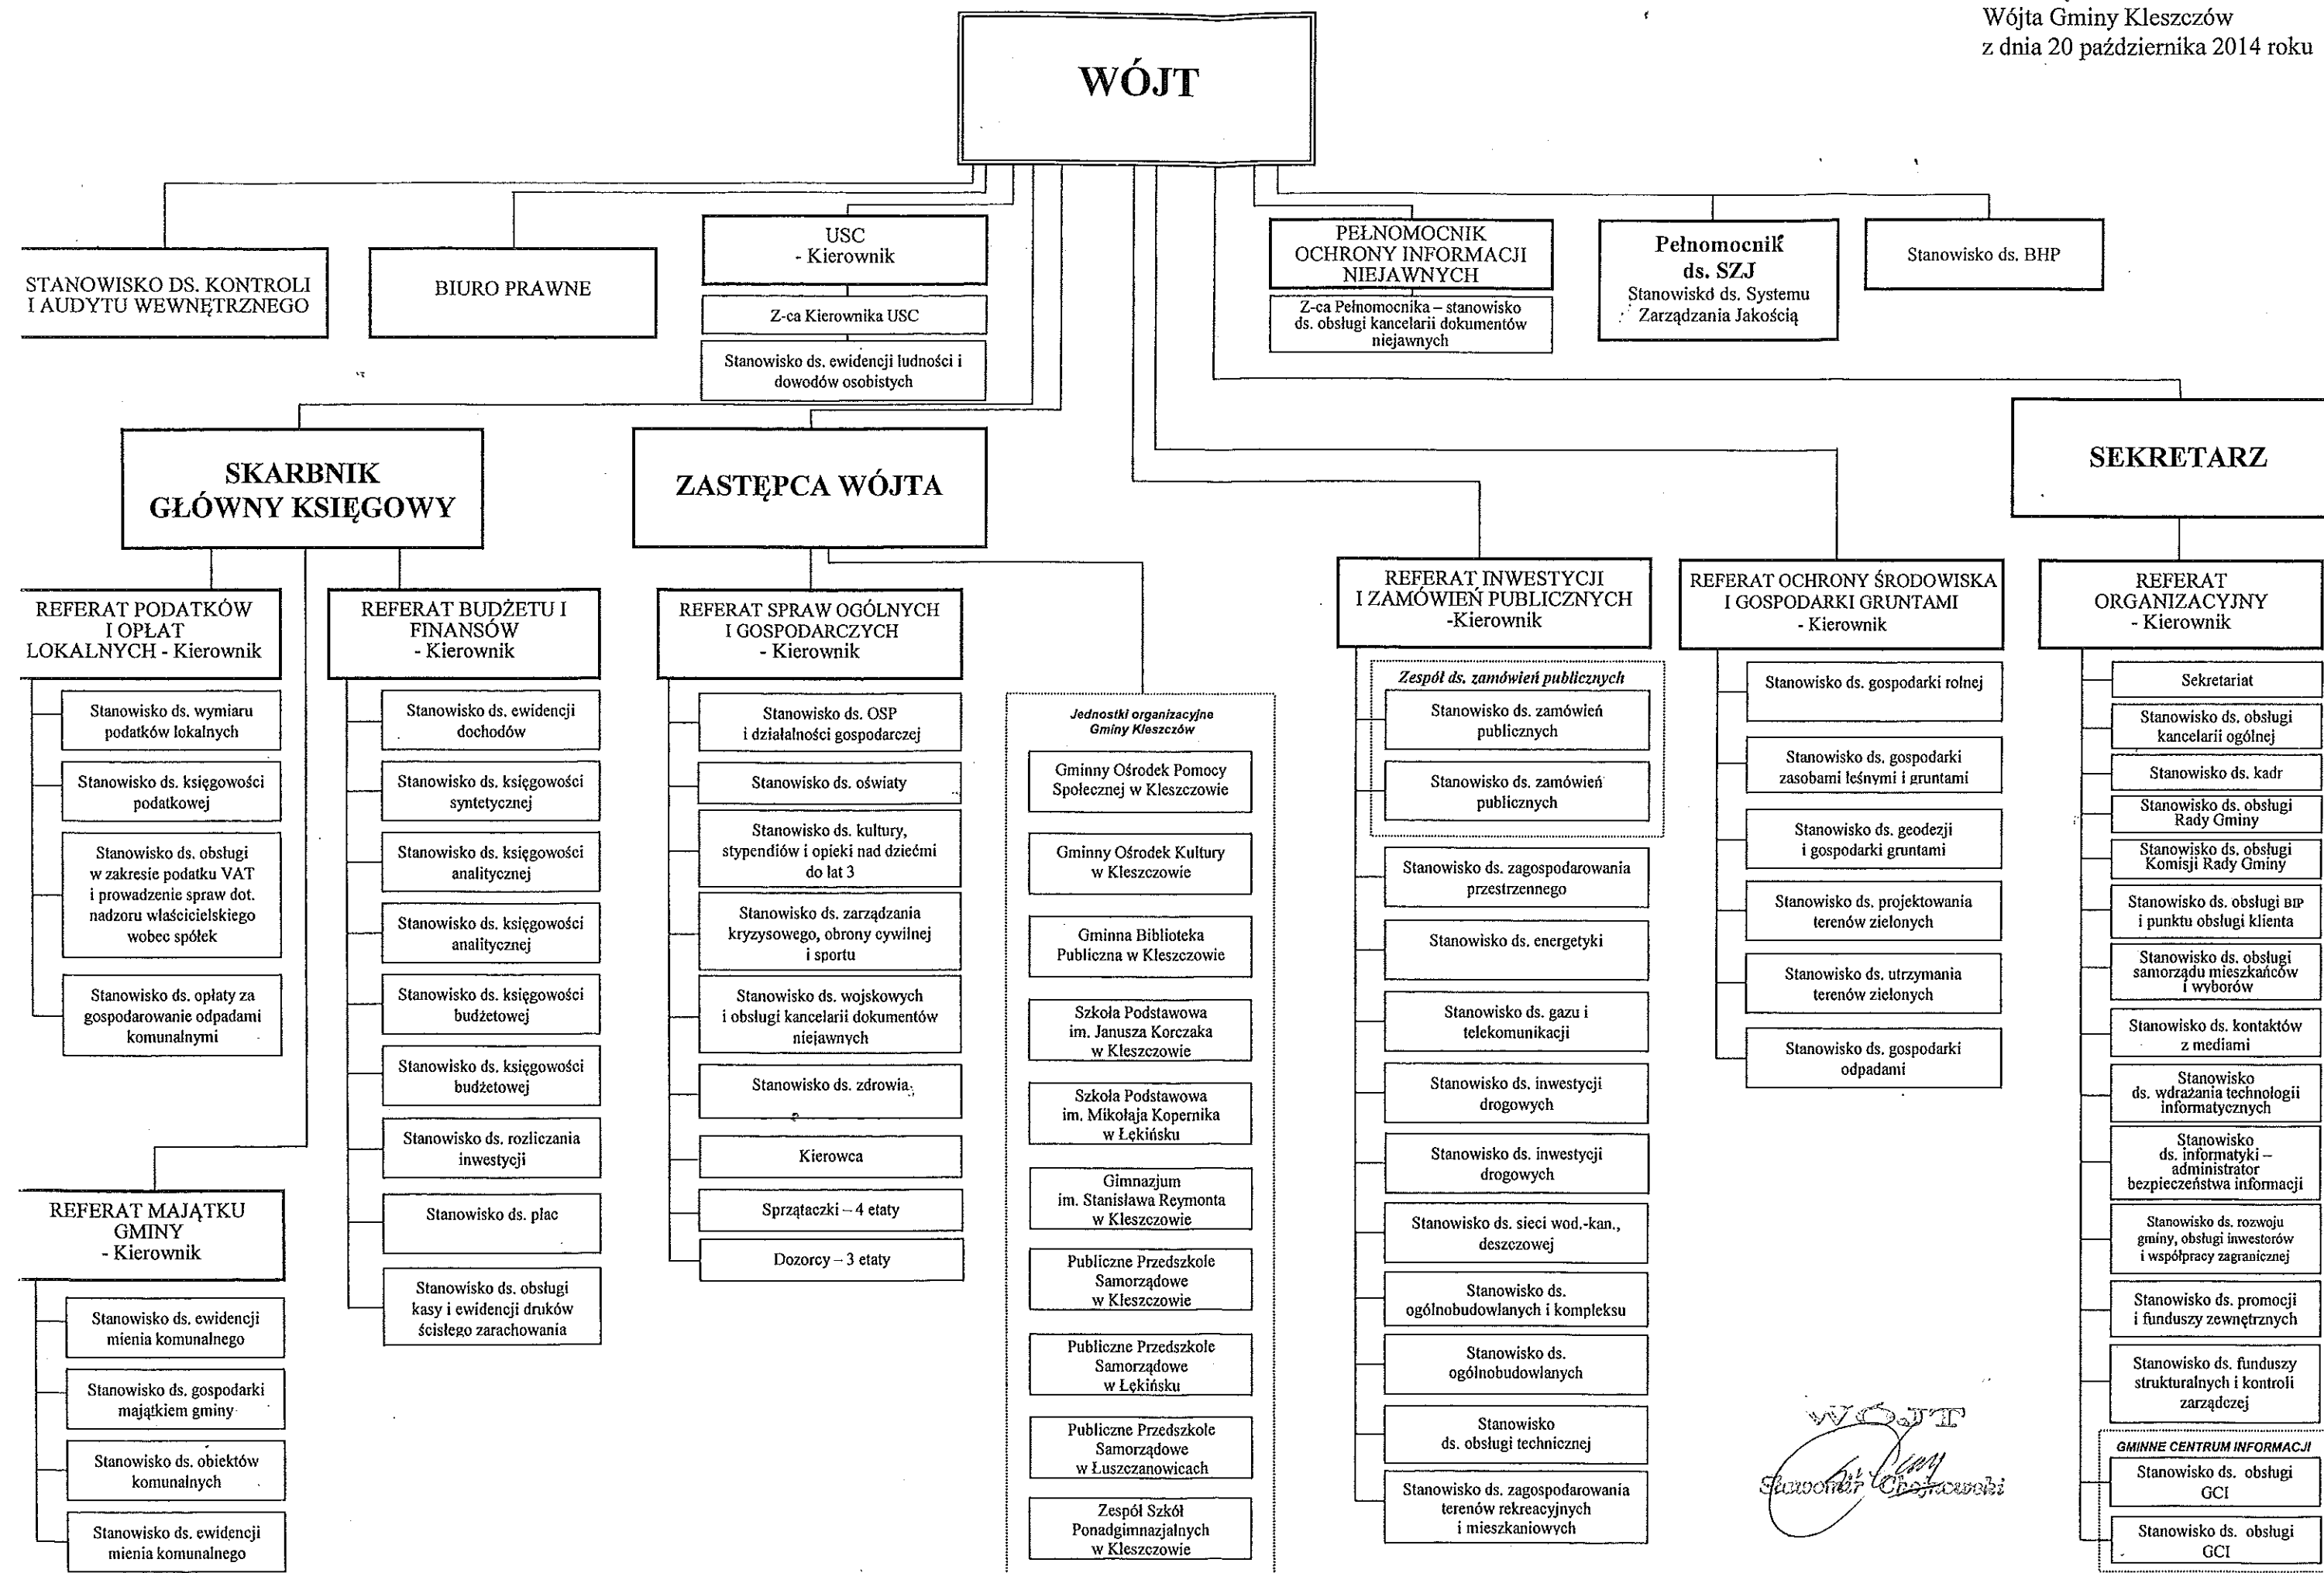 Wójta Gminy Kleszczów
z dnia 20 października 2014 roku
WÓJT
STANOWISKO DS. KONTROLI
I AUDYTU WEWNĘTRZNEGO
BIURO PRAWNE
USC
- Kierownik
Z-ca Kierownika USC
Stanowisko ds. ewidencji ludności i
dowodów osobistych
PEŁNOMOCNIK
OCHRONY INFORMACJI
NIEJAWNYCH
Z-ca Pełnomocnika – stanowisko
ds. obsługi kancelarii dokumentów
niejawnych
Pełnomocnik
ds. SZJ
Stanowisko ds. Systemu
Zarządzania Jakością
Stanowisko ds. BHP
SKARBNIK
GŁÓWNY KSIĘGOWY
ZASTĘPCA WÓJTA
SEKRETARZ
REFERAT PODATKÓW
I OPŁAT
LOKALNYCH - Kierownik
Stanowisko ds. wymiaru
podatków lokalnych
Stanowisko ds. księgowości
podatkowej
Stanowisko ds. obsługi
w zakresie podatku VAT
i prowadzenie spraw dot.
nadzoru właścicielskiego
wobec spółek
Stanowisko ds. opłaty za
gospodarowanie odpadami
komunalnymi
REFERAT MAJĄTKU
GMINY
- Kierownik
Stanowisko ds. ewidencji
mienia komunalnego
Stanowisko ds. gospodarki
majątkiem gminy
Stanowisko ds. obiektów
komunalnych
Stanowisko ds. ewidencji
mienia komunalnego
REFERAT BUDŻETU I
FINANSÓW
- Kierownik
Stanowisko ds. ewidencji
dochodów
Stanowisko ds. księgowości
syntetycznej
Stanowisko ds. księgowości
analitycznej
Stanowisko ds. księgowości
analitycznej
Stanowisko ds. księgowości
budżetowej
Stanowisko ds. księgowości
budżetowej
Stanowisko ds. rozliczania
inwestycji
Stanowisko ds. płac
Stanowisko ds. obsługi
kasy i ewidencji druków
ścisłego zarachowania
REFERAT SPRAW OGÓLNYCH
I GOSPODARCZYCH
- Kierownik
Stanowisko ds. OSP
i działalności gospodarczej
Stanowisko ds. oświaty
Stanowisko ds. kultury,
stypendiów i opieki nad dziećmi
do lat 3
Stanowisko ds. zarządzania
kryzysowego, obrony cywilnej
i sportu
Stanowisko ds. wojskowych
i obsługi kancelarii dokumentów
niejawnych
Stanowisko ds. zdrowia
Kierowca
Sprzątaczki – 4 etaty
Dozorcy – 3 etaty
Jednostki organizacyjne
Gminy Kleszczów
Gminny Ośrodek Pomocy
Społecznej w Kleszczowie
Gminny Ośrodek Kultury
w Kleszczowie
Gminna Biblioteka
Publiczna w Kleszczowie
Szkoła Podstawowa
im. Janusza Korczaka
w Kleszczowie
Szkoła Podstawowa
im. Mikołaja Kopernika
w Łękińsku
Gimnazjum
im. Stanisława Reymonta
w Kleszczowie
Publiczne Przedszkole
Samorządowe
w Kleszczowie
Publiczne Przedszkole
Samorządowe
w Łękińsku
Publiczne Przedszkole
Samorządowe
w Łuszczanowicach
Zespół Szkół
Ponadgimnazjalnych
w Kleszczowie
REFERAT INWESTYCJI
I ZAMÓWIEŃ PUBLICZNYCH
-Kierownik
Zespół ds. zamówień publicznych
Stanowisko ds. zamówień
publicznych
Stanowisko ds. zamówień
publicznych
Stanowisko ds. zagospodarowania
przestrzennego
Stanowisko ds. energetyki
Stanowisko ds. gazu i
telekomunikacji
Stanowisko ds. inwestycji
drogowych
Stanowisko ds. inwestycji
drogowych
Stanowisko ds. sieci wod.-kan.,
deszczowej
Stanowisko ds.
ogólnobudowlanych i kompleksu
Stanowisko ds.
ogólnobudowlanych
Stanowisko
ds. obsługi technicznej
Stanowisko ds. zagospodarowania
terenów rekreacyjnych
i mieszkaniowych
REFERAT OCHRONY ŚRODOWISKA
I GOSPODARKI GRUNTAMI
- Kierownik
Stanowisko ds. gospodarki rolnej
Stanowisko ds. gospodarki
zasobami leśnymi i gruntami
Stanowisko ds. geodezji
i gospodarki gruntami
Stanowisko ds. projektowania
terenów zielonych
Stanowisko ds. utrzymania
terenów zielonych
Stanowisko ds. gospodarki
odpadami
REFERAT
ORGANIZACYJNY
- Kierownik
Sekretariat
Stanowisko ds. obsługi
kancelarii ogólnej
Stanowisko ds. kadr
Stanowisko ds. obsługi
Rady Gminy
Stanowisko ds. obsługi
Komisji Rady Gminy
Stanowisko ds. obsługi BIP
i punktu obsługi klienta
Stanowisko ds. obsługi
samorządu mieszkańców
i wyborów
Stanowisko ds. kontaktów
z mediami
Stanowisko
ds. wdrażania technologii
informatycznych
Stanowisko
ds. informatyki –
administrator
bezpieczeństwa informacji
Stanowisko ds. rozwoju
gminy, obsługi inwestorów
i współpracy zagranicznej
Stanowisko ds. promocji
i funduszy zewnętrznych
Stanowisko ds. funduszy
strukturalnych i kontroli
zarządczej
GMINNE CENTRUM INFORMACJI
Stanowisko ds. obsługi
GCI
Stanowisko ds. obsługi
GCI
WÓJT
Sławomir Chojnowski